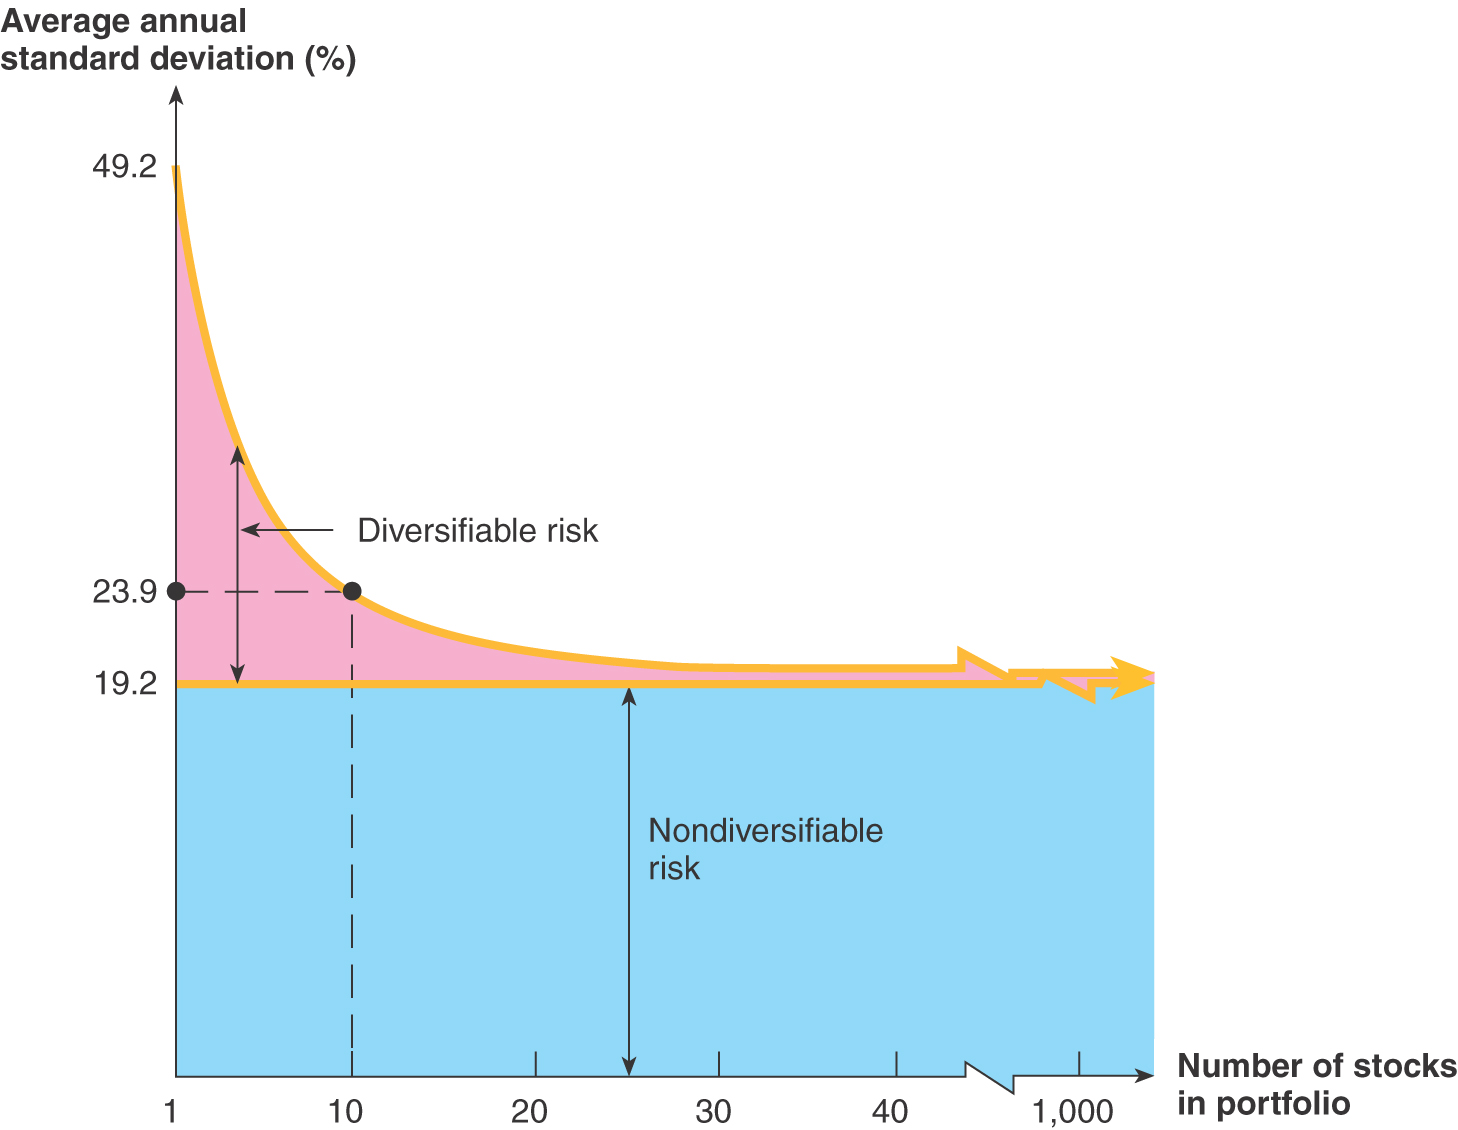 Average annual
standard deviation (%)
49.2
Diversifiable risk
23.9
19.2
Nondiversifiable
risk
Number of stocks
in portfolio
1 10 20 30 40 1,000